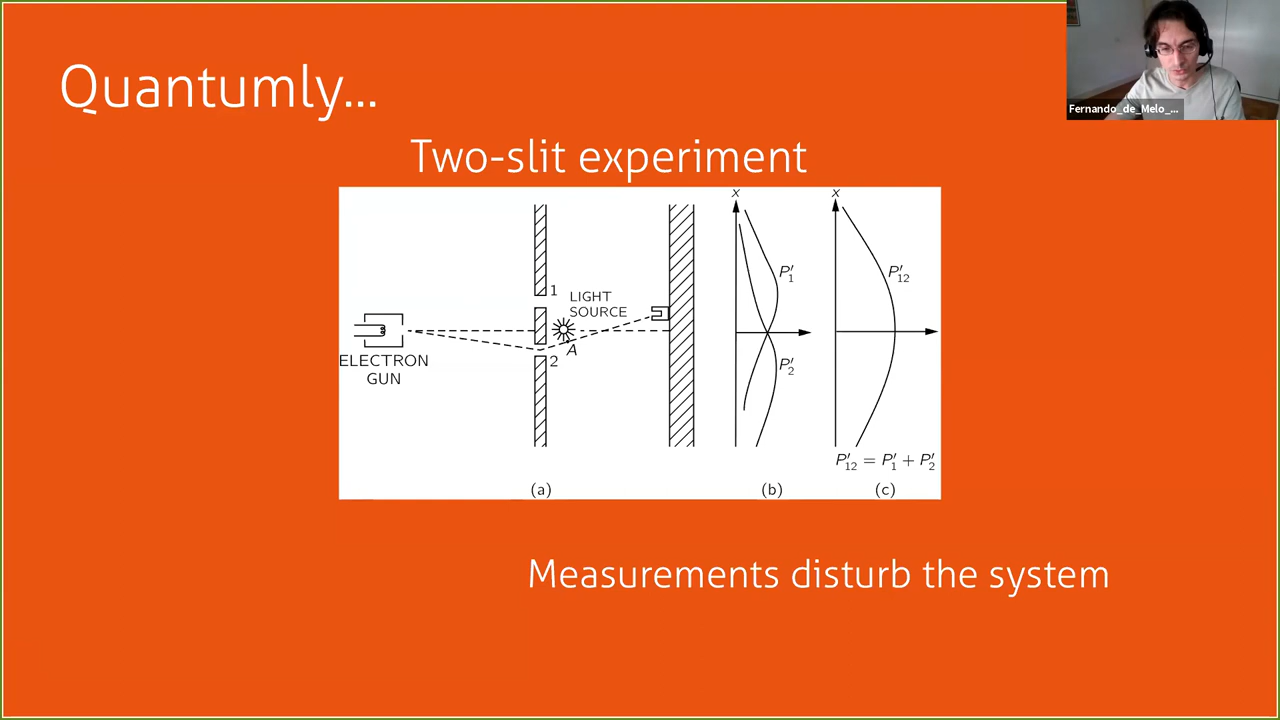 Quantumly...
Fernando_de_Melo_...
Two-slit experiment
x
x
1
LIGHT
SOURCE
P′1
P′12
A
ELECTRON
GUN
2
P′2
P′12 = P′1 + P′2
(a)
(b)
(c)
Measurements disturb the system